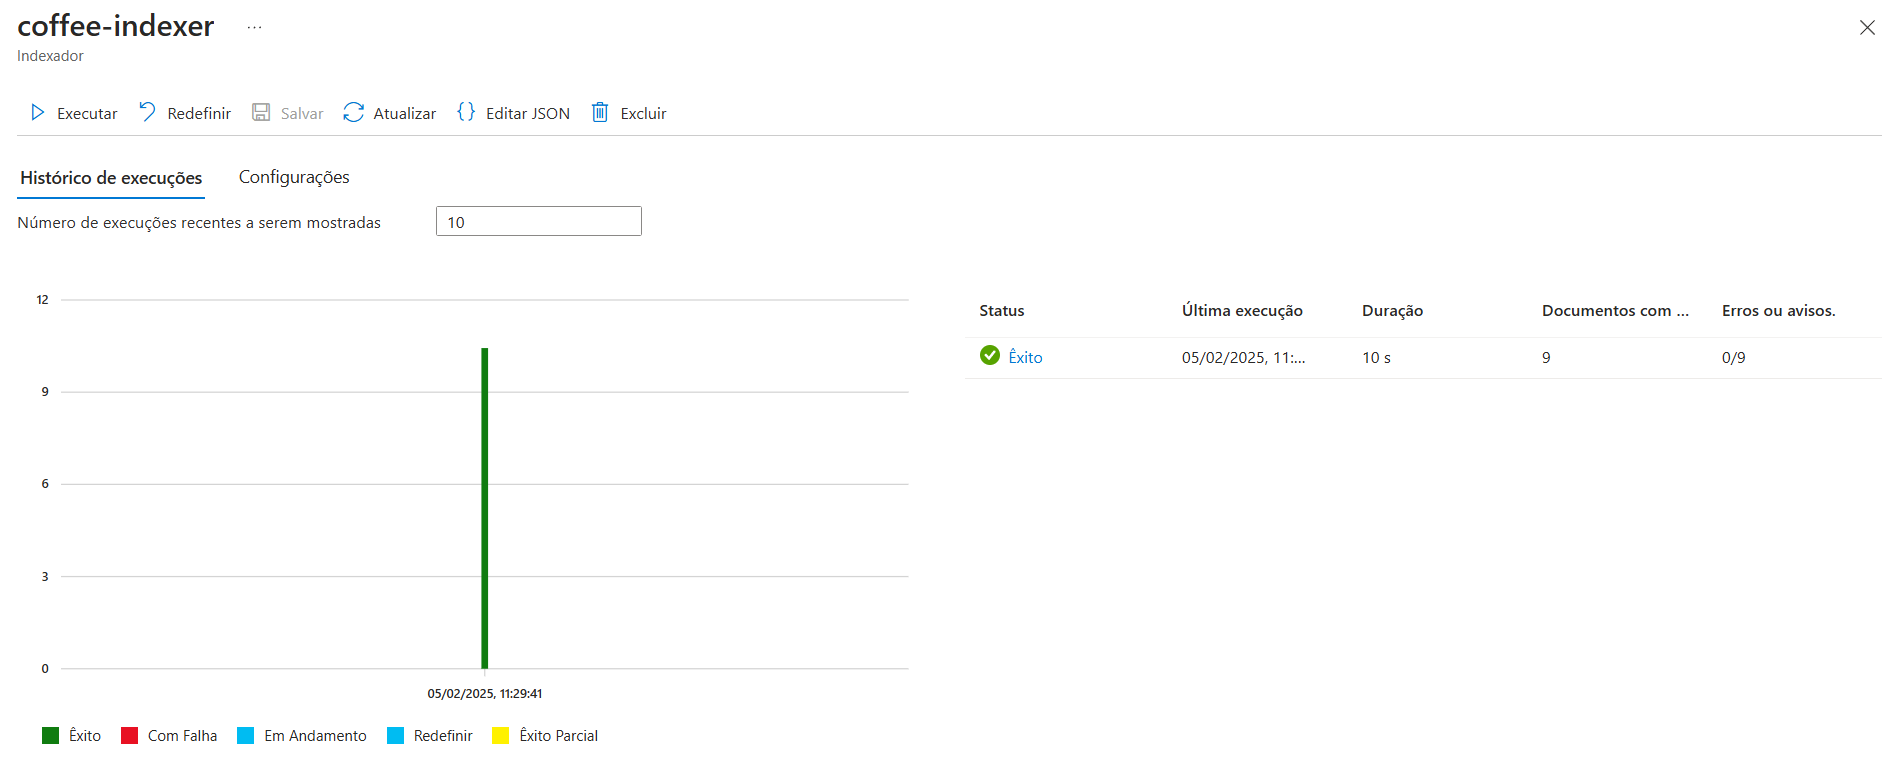 coffee-indexer ...
Indexador
Executar Redefinir Salvar Atualizar {} Editar JSON Excluir
Histórico de execuções Configurações
Número de execuções recentes a serem mostradas 10
12
9
6
3
0
05/02/2025, 11:29:41
Êxito Com Falha Em Andamento Redefinir Êxito Parcial
Status Última execução Duração Documentos com ... Erros ou avisos.
Êxito 05/02/2025, 11:... 10 s 9 0/9